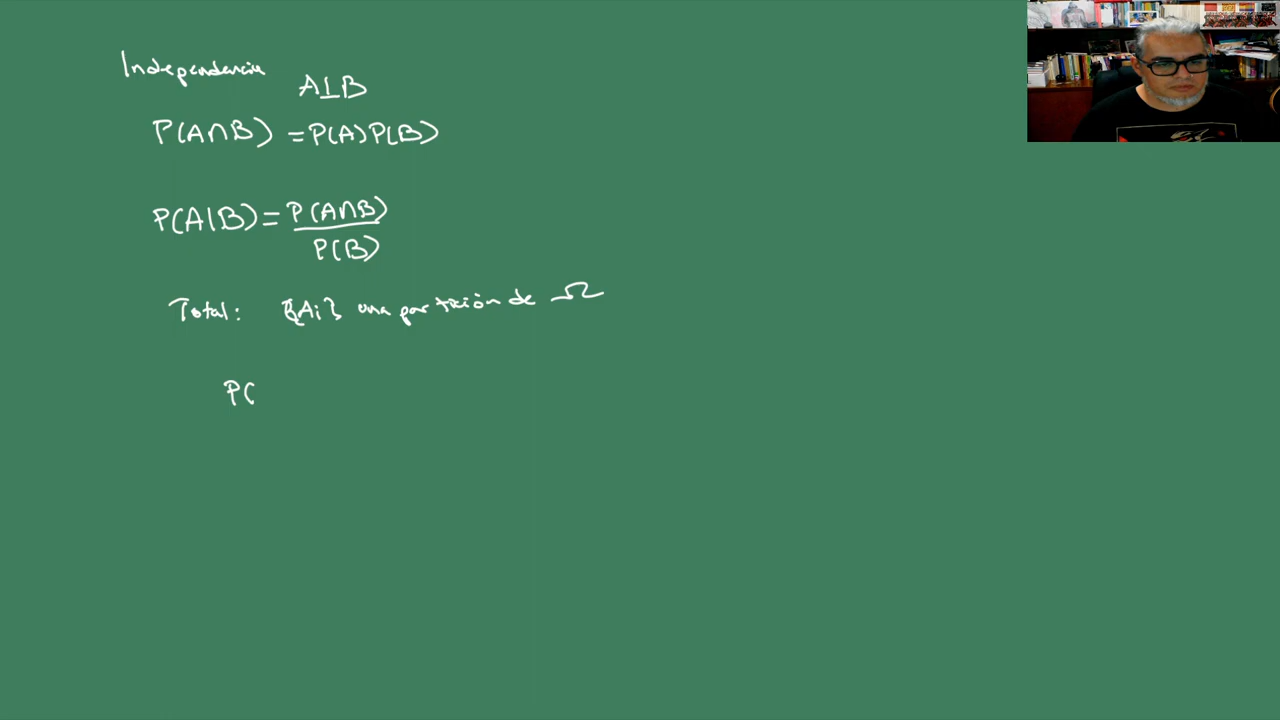 Independencia
A⊥B
P(A∩B) = P(A)P(B)
P(A|B) = P(A∩B) / P(B)
Total: {Ai} una partición de Ω
P(